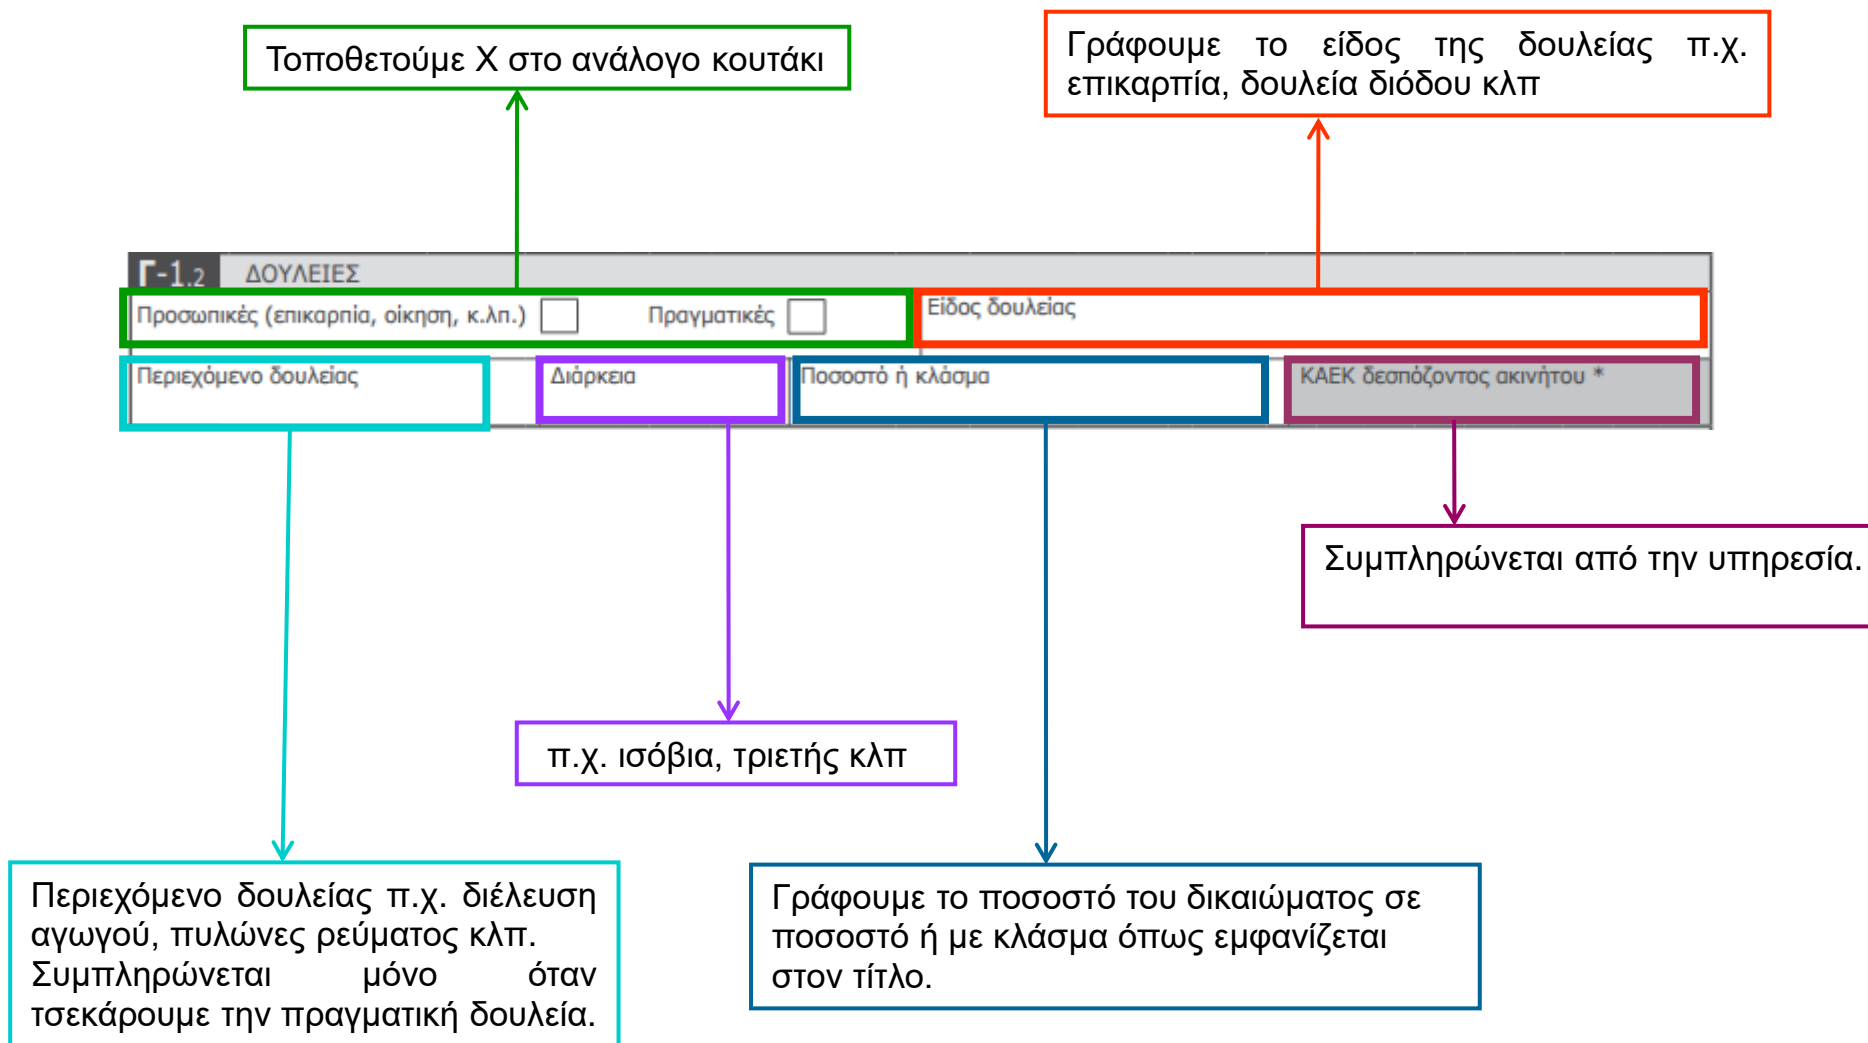 Τοποθετούμε Χ στο ανάλογο κουτάκι
Γράφουμε το είδος της δουλείας π.χ.
επικαρπία, δουλεία διόδου κλπ
Γ-1.2 ΔΟΥΛΕΙΕΣ
Προσωπικές (επικαρπία, οίκηση, κ.λπ.) Πραγματικές Είδος δουλείας
Περιεχόμενο δουλείας Διάρκεια Ποσοστό ή κλάσμα ΚΑΕΚ δεσπόζοντος ακινήτου *
Συμπληρώνεται από την υπηρεσία.
π.χ. ισόβια, τριετής κλπ
Περιεχόμενο δουλείας π.χ. διέλευση
αγωγού, πυλώνες ρεύματος κλπ.
Συμπληρώνεται μόνο όταν
τσεκάρουμε την πραγματική δουλεία.
Γράφουμε το ποσοστό του δικαιώματος σε
ποσοστό ή με κλάσμα όπως εμφανίζεται
στον τίτλο.